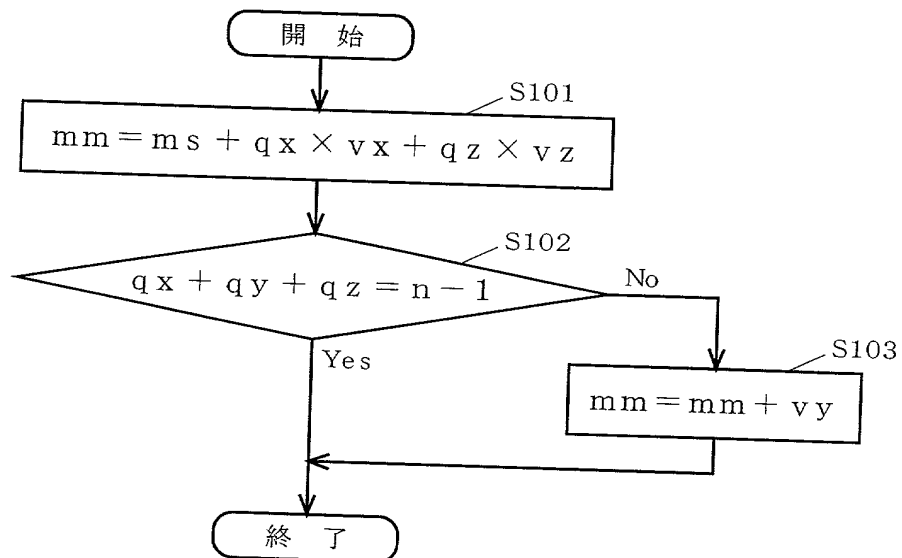 開 始
S101
mm=ms+qx×vx+qz×vz
S102
qx+qy+qz=n-1
No
Yes
S103
mm=mm+vy
終 了